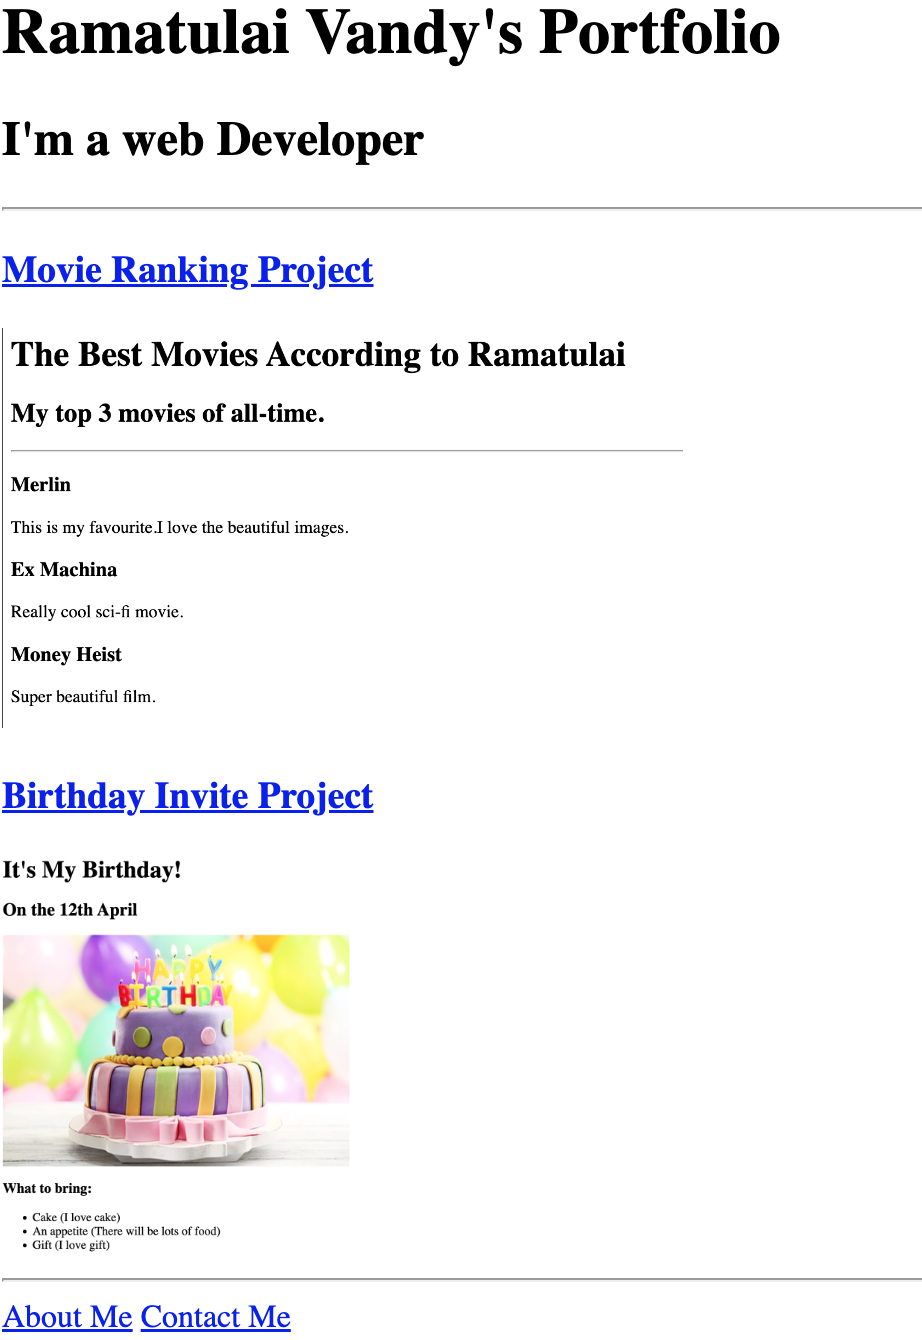 Ramatulai Vandy's Portfolio
I'm a web Developer
Movie Ranking Project
The Best Movies According to Ramatulai
My top 3 movies of all-time.
Merlin
This is my favourite.I love the beautiful images.
Ex Machina
Really cool sci-fi movie.
Money Heist
Super beautiful film.
Birthday Invite Project
It's My Birthday!
On the 12th April
HAPPY
BIRTHDAY
What to bring:
• Cake (I love cake)
• An appetite (There will be lots of food)
• Gift (I love gift)
About Me Contact Me